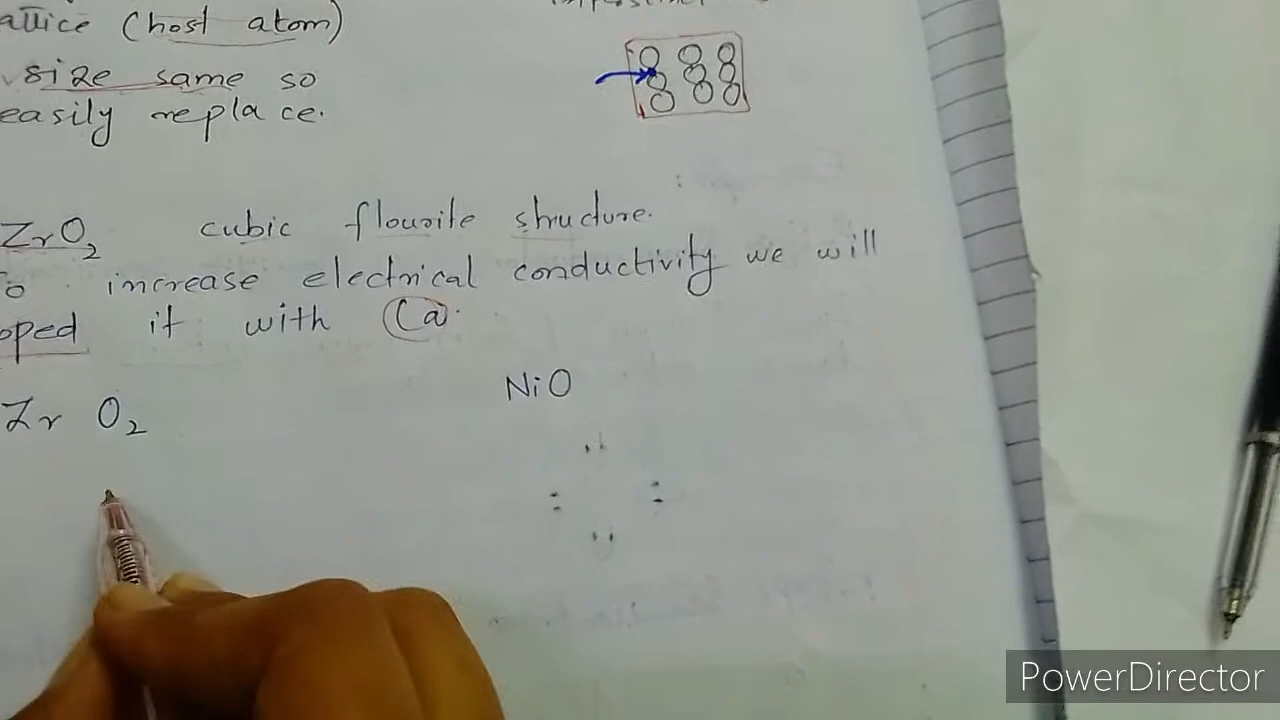 attice (host atom)
size same so
easily replace.
ZrO2 cubic flourite structure.
To increase electrical conductivity we will
oped it with Ca.
NiO
Zr O2
PowerDirector